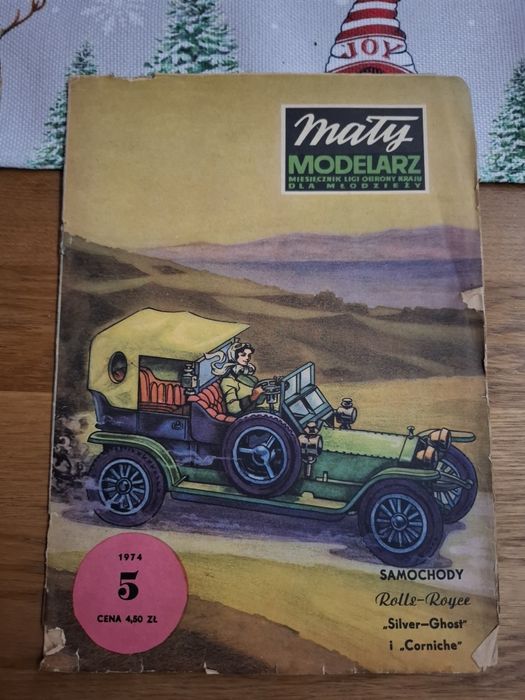 JOY
mały
MODELARZ
MIESIĘCZNIK LIGI OBRONY KRAJU
DLA MŁODZIEŻY
1974
5
CENA 4,50 ZŁ
SAMOCHODY
Rolls-Royce
„Silver-Ghost"
i „Corniche"